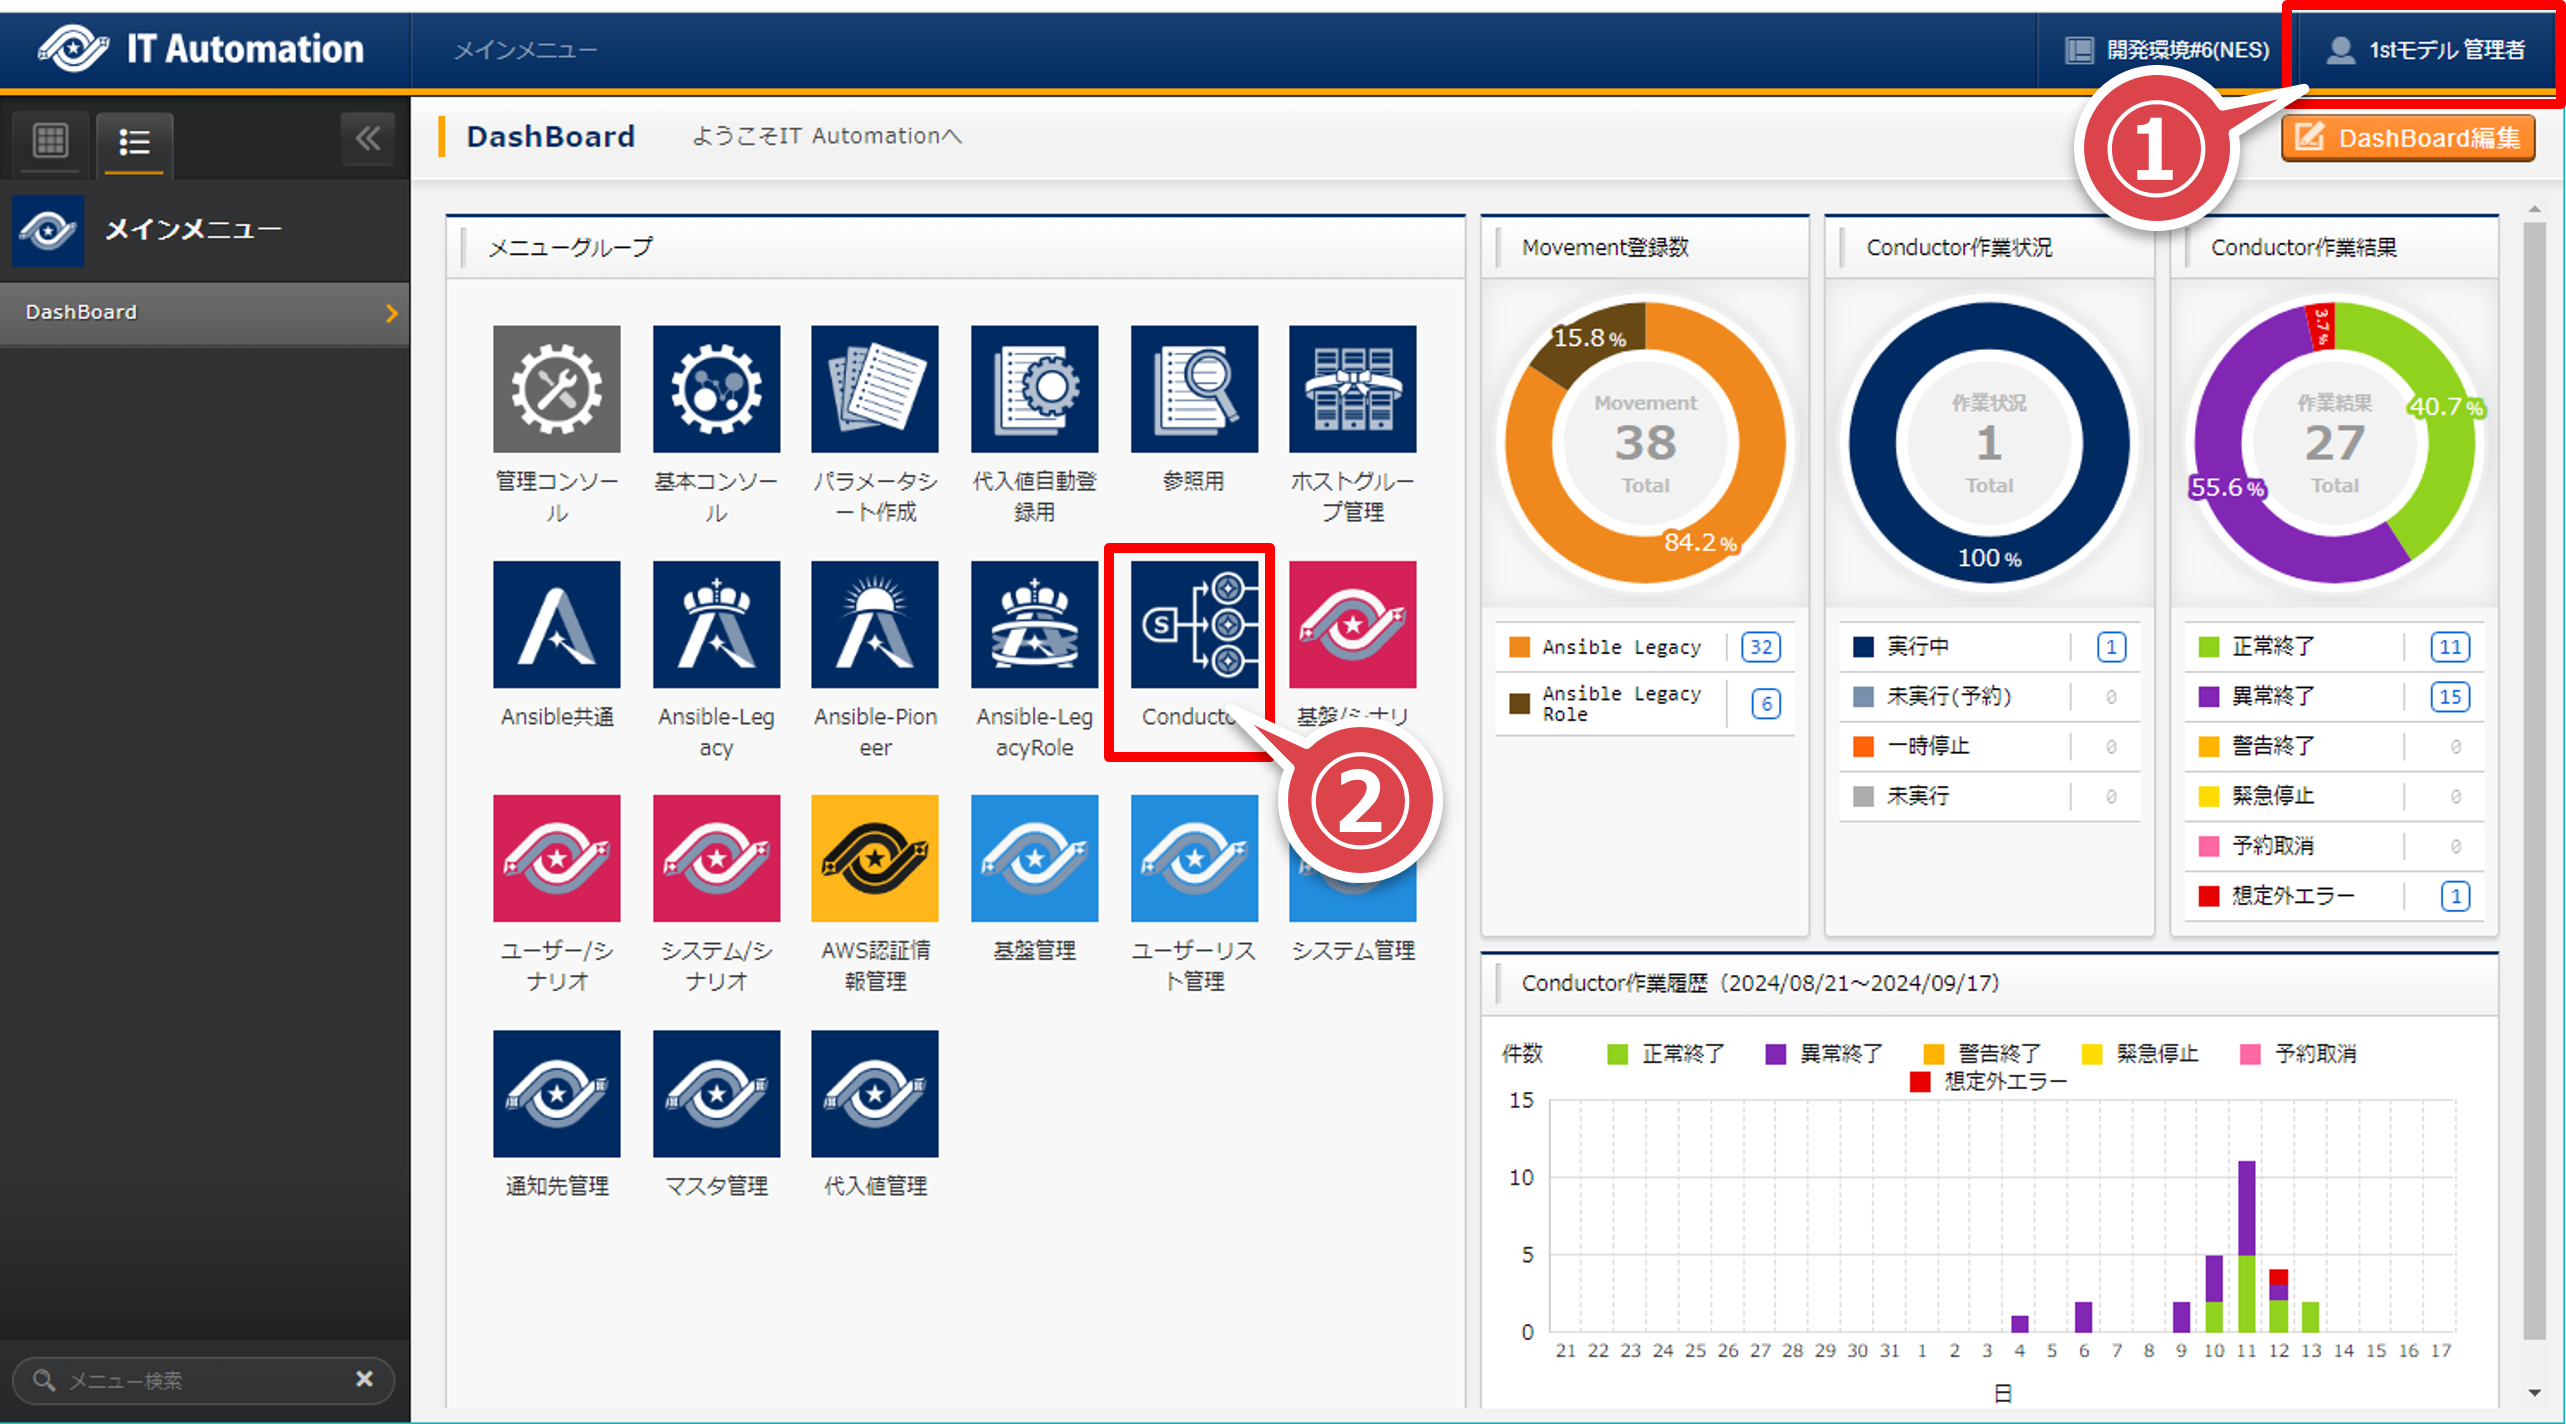 IT Automation
メインメニュー
開発環境#6(NES)
1stモデル 管理者
①
DashBoard
ようこそIT Automationへ
DashBoard編集
メインメニュー
DashBoard
メニューグループ
管理コンソー
ル
基本コンソー
ル
パラメータシ
ート作成
代入値自動登
録用
参照用
ホストグルー
プ管理
S
Ansible共通
Ansible-Leg
acy
Ansible-Pion
eer
Ansible-Leg
acyRole
Conducto
基盤/シナリ
②
ユーザー/シ
ナリオ
システム/シ
ナリオ
AWS認証情
報管理
基盤管理
ユーザーリス
ト管理
システム管理
通知先管理
マスタ管理
代入値管理
Movement登録数
15.8 %
Movement
38
Total
84.2 %
Ansible Legacy 32
Ansible Legacy
Role 6
Conductor作業状況
作業状況
1
Total
100 %
実行中 1
未実行(予約) 0
一時停止 0
未実行 0
Conductor作業結果
3.7 %
40.7 %
作業結果
27
Total
55.6 %
正常終了 11
異常終了 15
警告終了 0
緊急停止 0
予約取消 0
想定外エラー 1
Conductor作業履歴（2024/08/21～2024/09/17）
件数 正常終了 異常終了 警告終了 緊急停止 予約取消
想定外エラー
15
10
5
0
21 22 23 24 25 26 27 28 29 30 31 1 2 3 4 5 6 7 8 9 10 11 12 13 14 15 16 17
日
メニュー検索